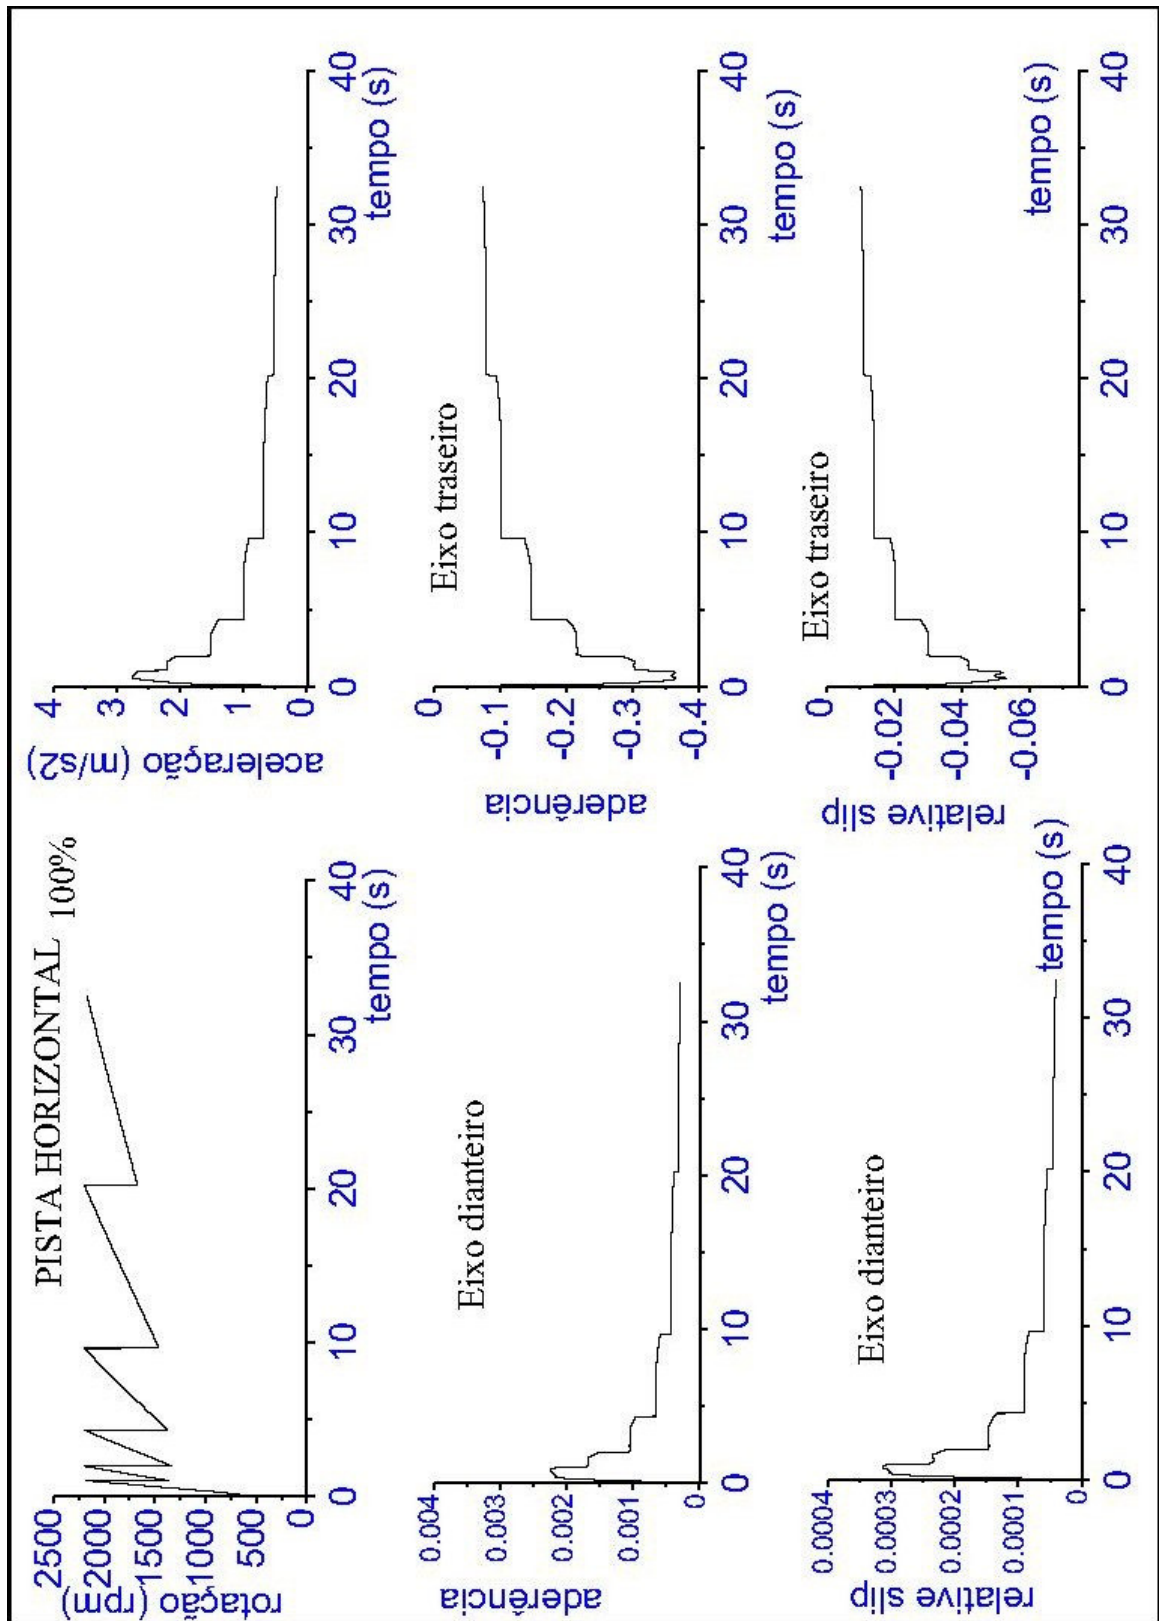 PISTA HORIZONTAL 100%
rotação (rpm)
2500
2000
1500
1000
500
0
0 10 20 30 40
tempo (s)
aceleração (m/s2)
4
3
2
1
0
0 10 20 30 40
tempo (s)
Eixo dianteiro
aderência
0.004
0.003
0.002
0.001
0
0 10 20 30 40
tempo (s)
Eixo traseiro
aderência
0
-0.1
-0.2
-0.3
-0.4
0 10 20 30 40
tempo (s)
Eixo dianteiro
relative slip
0.0004
0.0003
0.0002
0.0001
0
0 10 20 30 40
tempo (s)
Eixo traseiro
relative slip
0
-0.02
-0.04
-0.06
0 10 20 30 40
tempo (s)